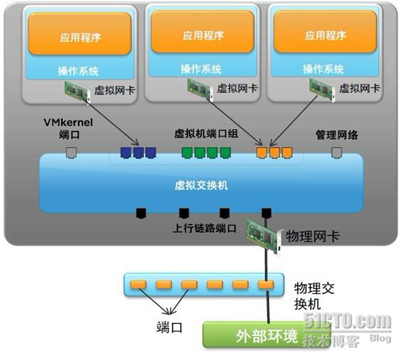 应用程序 应用程序 应用程序
操作系统 操作系统 操作系统
虚拟网卡 虚拟网卡 虚拟网卡
VMkernel 虚拟机端口组 管理网络
端口
虚拟交换机
上行链路端口 物理网卡
物理交
换机
端口
外部环境
51CTO.com
技术博客 Blog